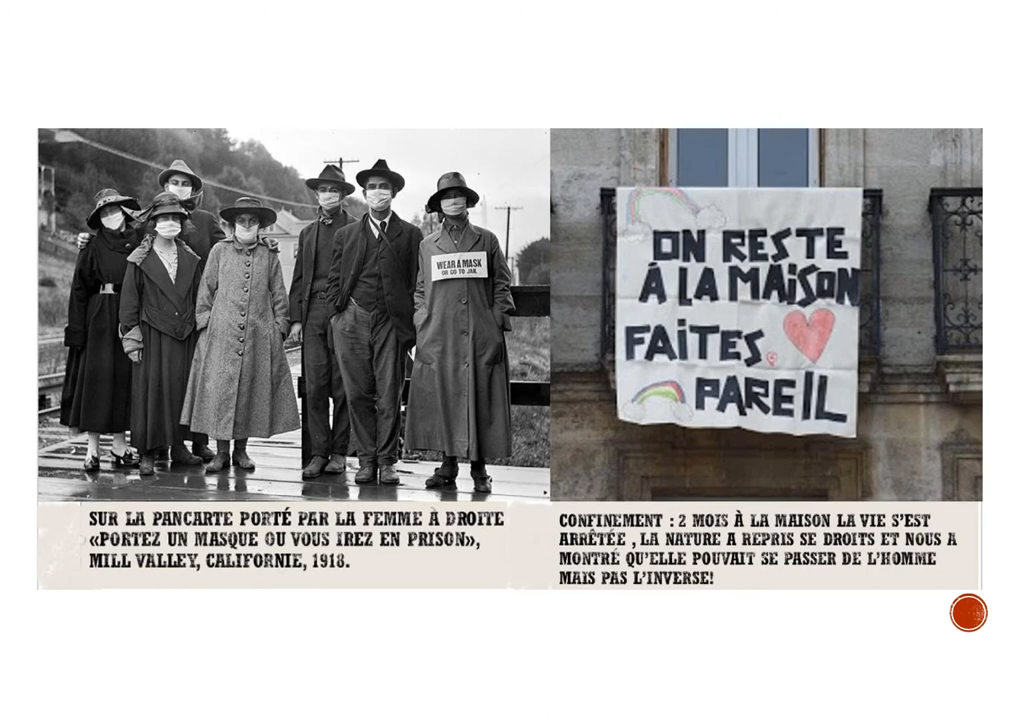 WEAR A MASK
OR GO TO JAIL
ON RESTE
À LA MAISON
FAITES
PAREIL
SUR LA PANCARTE PORTÉ PAR LA FEMME À DROITE
«PORTEZ UN MASQUE OU VOUS IREZ EN PRISON»,
MILL VALLEY, CALIFORNIE, 1918.
CONFINEMENT : 2 MOIS À LA MAISON LA VIE S'EST
ARRÊTÉE , LA NATURE A REPRIS SE DROITS ET NOUS A
MONTRÉ QU'ELLE POUVAIT SE PASSER DE L'HOMME
MAIS PAS L'INVERSE!